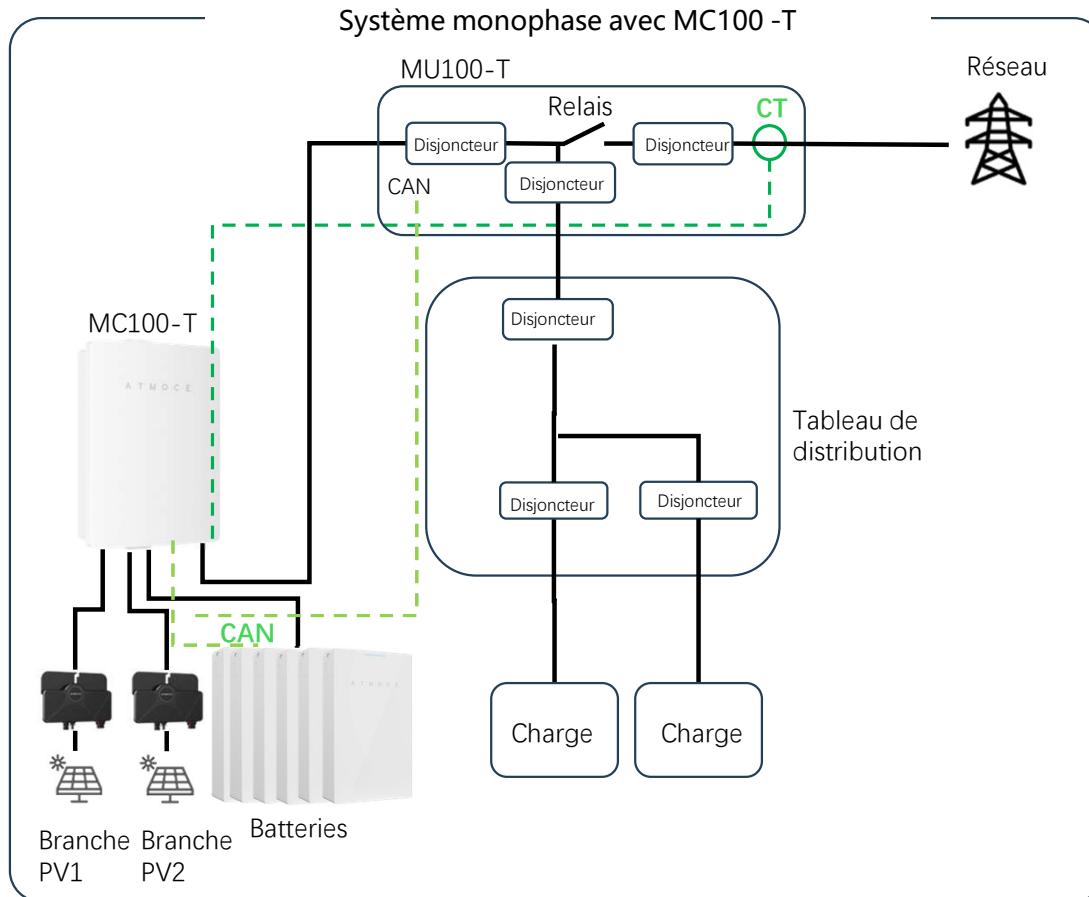 Système monophase avec MC100 -T
MU100-T
Réseau
Relais
CT
Disjoncteur
Disjoncteur
Disjoncteur
CAN
Disjoncteur
MC100-T
ATMOCE
Tableau de
distribution
Disjoncteur
Disjoncteur
CAN
ATMOCE
Charge
Charge
Batteries
Branche
PV1
Branche
PV2